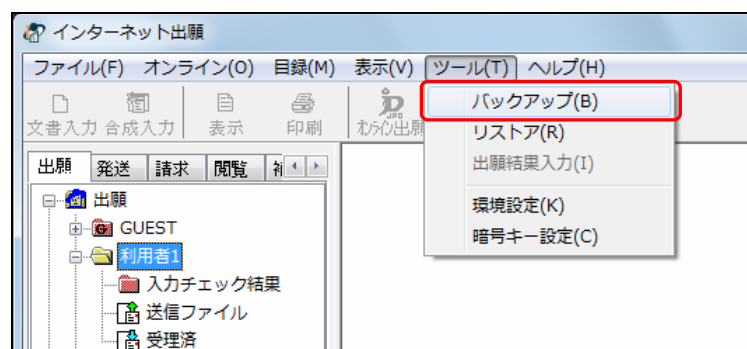 インターネット出願
ファイル(F) オンライン(O) 目録(M) 表示(V) ツール(T) ヘルプ(H)
文書入力 合成入力 表示 印刷 オンライン出願
バックアップ(B)
リストア(R)
出願結果入力(I)
環境設定(K)
暗号キー設定(C)
出願 発送 請求 閲覧
出願
GUEST
利用者1
入力チェック結果
送信ファイル
受理済